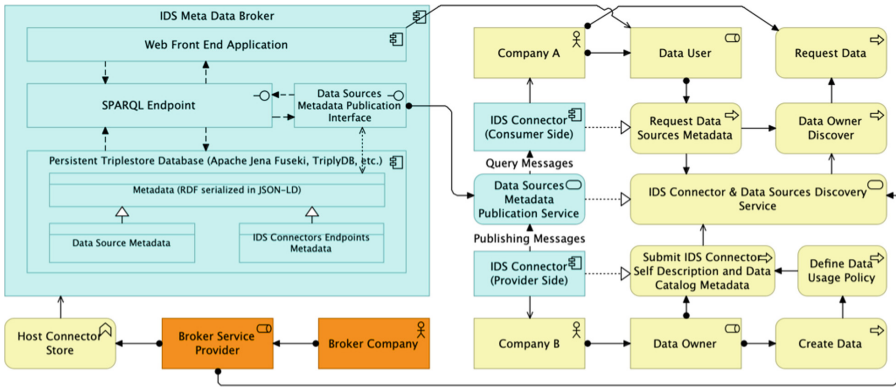 IDS Meta Data Broker
Web Front End Application
SPARQL Endpoint
Data Sources
Metadata Publication
Interface
Persistent Triplestore Database (Apache Jena Fuseki, TriplyDB, etc.)
Metadata (RDF serialized in JSON-LD)
Data Source Metadata
IDS Connectors Endpoints
Metadata
Host Connector
Store
Broker Service
Provider
Broker Company
Company A
Data User
Request Data
IDS Connector
(Consumer Side)
Request Data
Sources Metadata
Data Owner
Discover
Query Messages
Data Sources
Metadata
Publication Service
IDS Connector & Data Sources Discovery
Service
Publishing Messages
IDS Connector
(Provider Side)
Submit IDS Connector
Self Description and Data
Catalog Metadata
Define Data
Usage Policy
Company B
Data Owner
Create Data